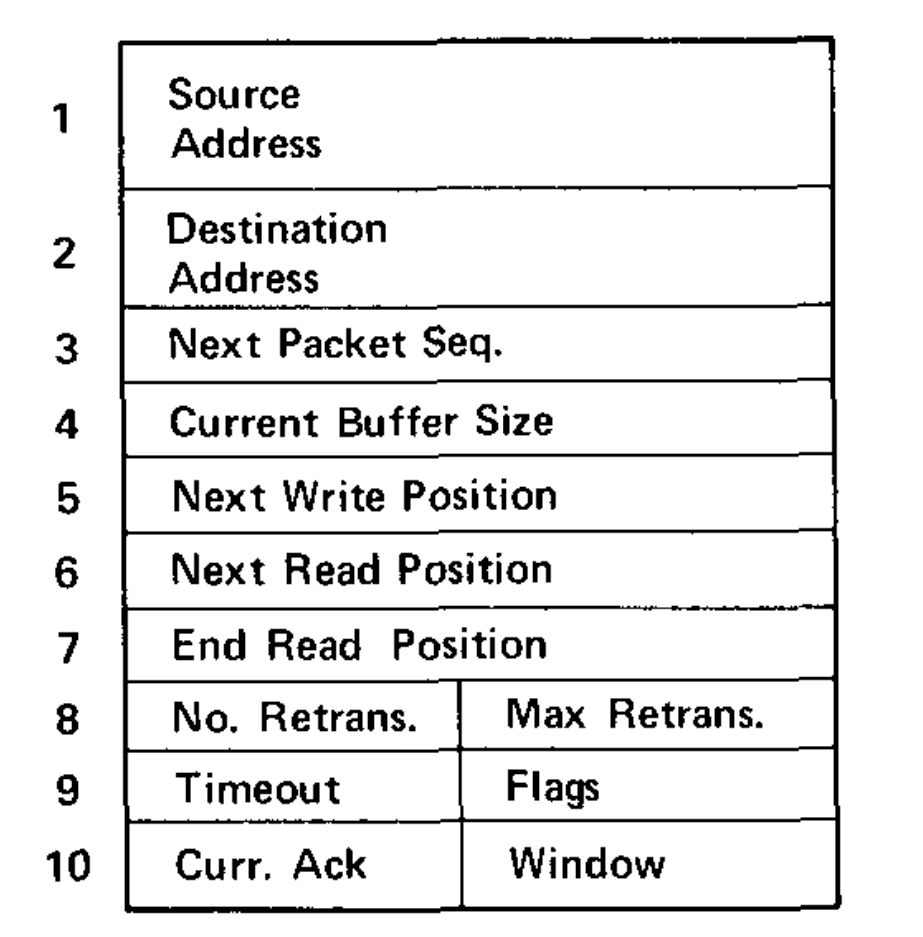 1 Source
Address
2 Destination
Address
3 Next Packet Seq.
4 Current Buffer Size
5 Next Write Position
6 Next Read Position
7 End Read Position
8 No. Retrans. Max Retrans.
9 Timeout Flags
10 Curr. Ack Window